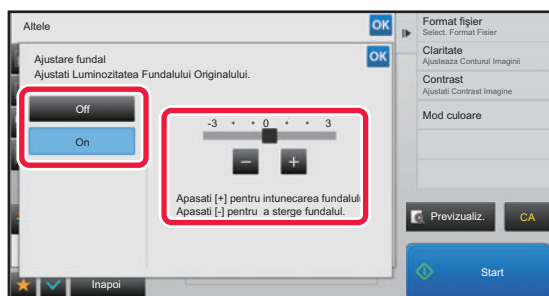 Altele
OK
Ajustare fundal
OK
Ajustati Luminozitatea Fundalului Originalului.
Off
On
-3 0 3
- +
Apasati [+] pentru intunecarea fundalului
Apasati [-] pentru a sterge fundalul.
Inapoi
Format fişier
Select. Format Fisier
Claritate
Ajusteaza Conturul Imaginii
Contrast
Ajustati Contrast Imagine
Mod culoare
Previzualiz.
CA
Start